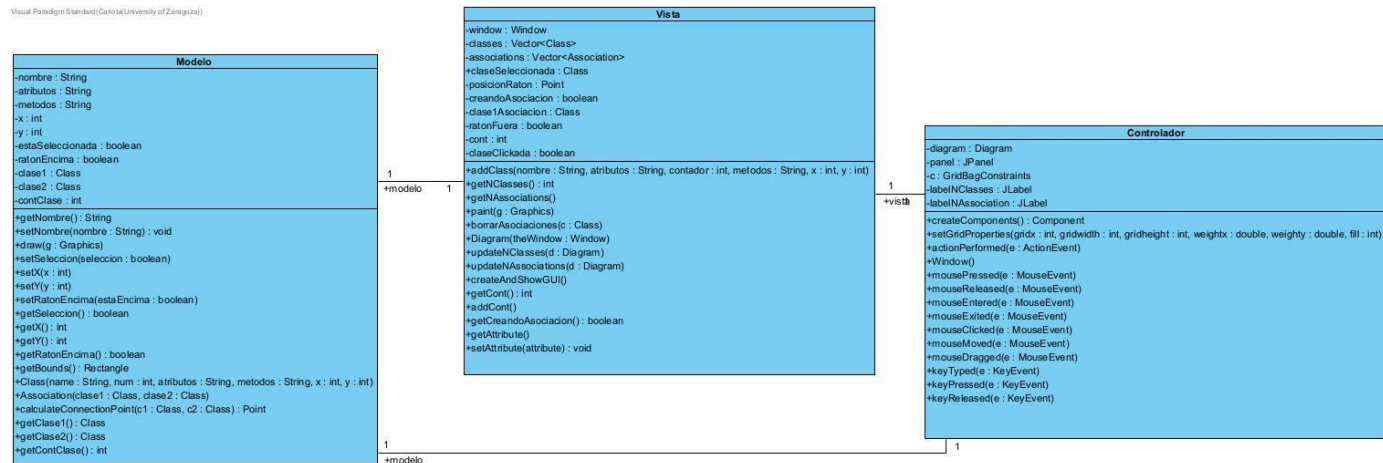 Visual Paradigm Standard(Carlota(University of Zaragoza))
Modelo
-nombre : String
-atributos : String
-metodos : String
-x : int
-y : int
-estaSeleccionada : boolean
-ratonEncima : boolean
-clase1 : Class
-clase2 : Class
-contClase : int
+getNombre() : String
+setNombre(nombre : String) : void
+draw(g : Graphics)
+setSeleccion(seleccion : boolean)
+setX(x : int)
+setY(y : int)
+setRatonEncima(estaEncima : boolean)
+getSeleccion() : boolean
+getX() : int
+getY() : int
+getRatonEncima() : boolean
+getBounds() : Rectangle
+Class(name : String, num : int, atributos : String, metodos : String, x : int, y : int)
+Association(clase1 : Class, clase2 : Class)
+calculateConnectionPoint(c1 : Class, c2 : Class) : Point
+getClase1() : Class
+getClase2() : Class
+getContClase() : int
1
+modelo
1
Vista
-window : Window
-classes : Vector<Class>
-associations : Vector<Association>
+claseSeleccionada : Class
-posicionRaton : Point
-creandoAsociacion : boolean
-clase1Asociacion : Class
-ratonFuera : boolean
-cont : int
-claseClickada : boolean
+addClass(nombre : String, atributos : String, contador : int, metodos : String, x : int, y : int)
+getNClasses() : int
+getNAssociations()
+paint(g : Graphics)
+borrarAsociaciones(c : Class)
+Diagram(theWindow : Window)
+updateNClasses(d : Diagram)
+updateNAssociations(d : Diagram)
+createAndShowGUI()
+getCont() : int
+addCont()
+getCreandoAsociacion() : boolean
+getAttribute()
+setAttribute(attribute) : void
1
+vista
1
Controlador
-diagram : Diagram
-panel : JPanel
-c : GridBagConstraints
-labelNClasses : JLabel
-labelNAssociation : JLabel
+createComponents() : Component
+setGridProperties(gridx : int, gridwidth : int, gridheight : int, weightx : double, weighty : double, fill : int)
+actionPerformed(e : ActionEvent)
+Window()
+mousePressed(e : MouseEvent)
+mouseReleased(e : MouseEvent)
+mouseEntered(e : MouseEvent)
+mouseExited(e : MouseEvent)
+mouseClicked(e : MouseEvent)
+mouseMoved(e : MouseEvent)
+mouseDragged(e : MouseEvent)
+keyTyped(e : KeyEvent)
+keyPressed(e : KeyEvent)
+keyReleased(e : KeyEvent)
1
+modelo
1